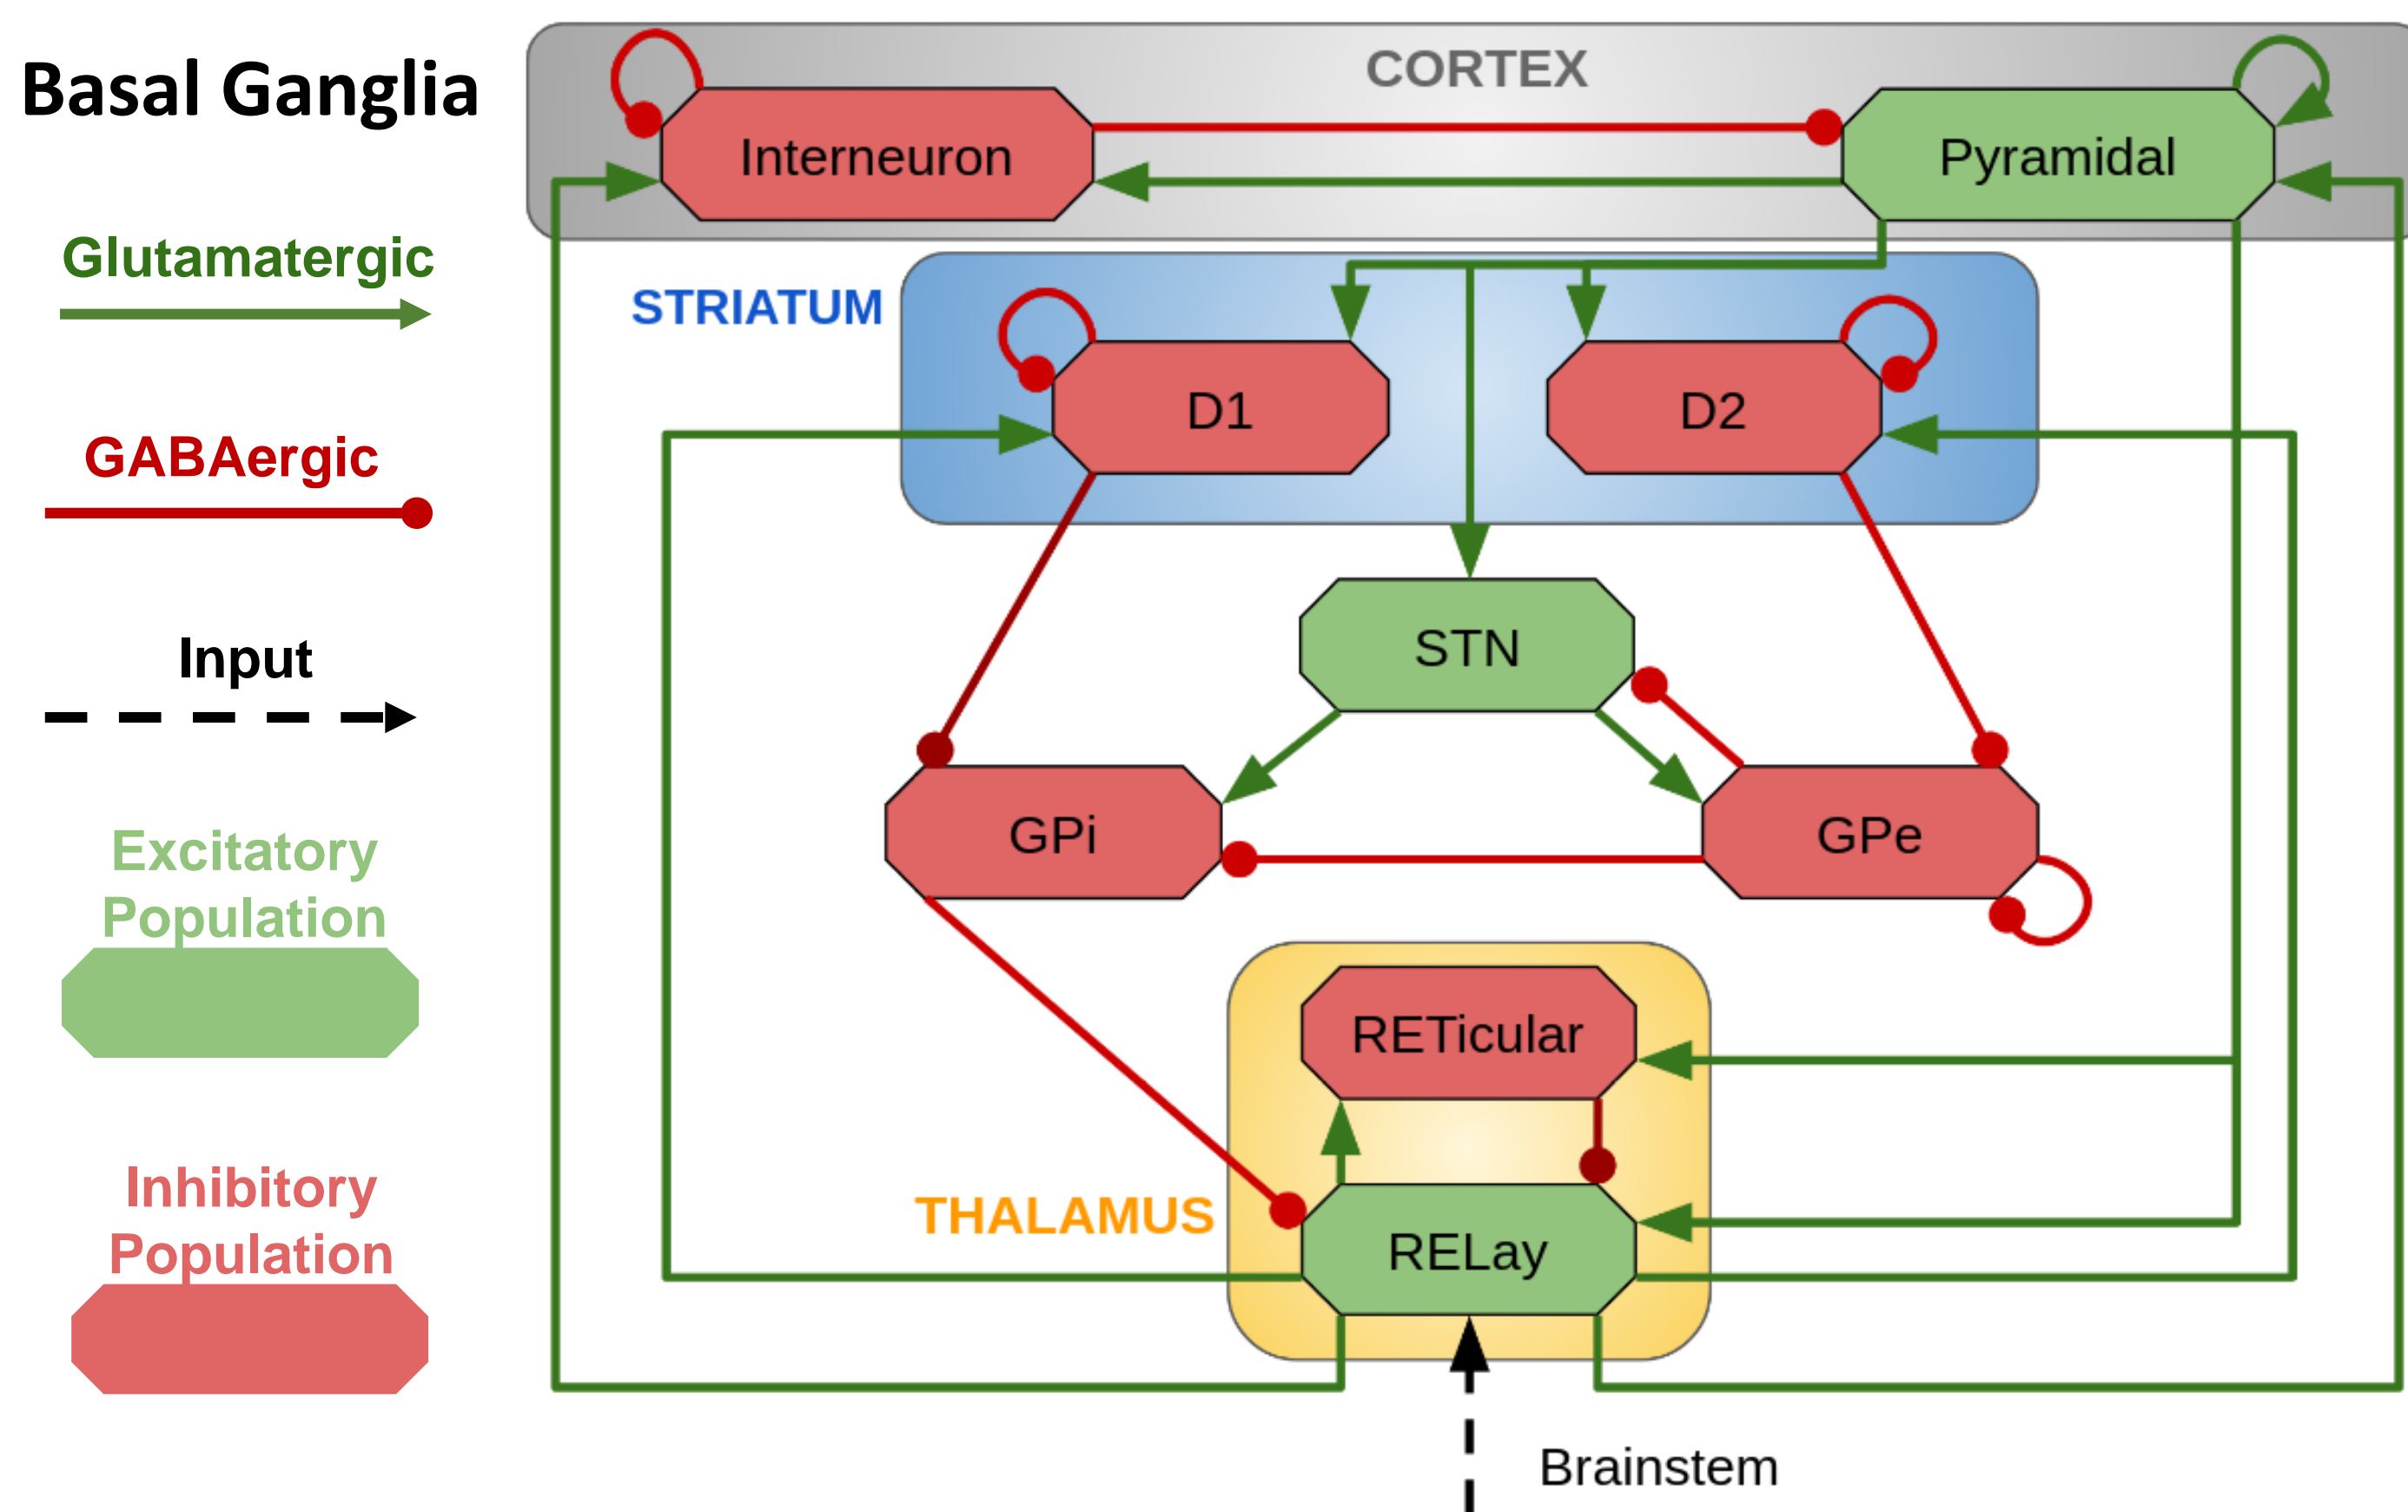 Basal Ganglia
Glutamatergic
GABAergic
Input
Excitatory
Population
Inhibitory
Population
CORTEX
Interneuron
Pyramidal
STRIATUM
D1
D2
STN
GPi
GPe
RETicular
THALAMUS
RELay
Brainstem